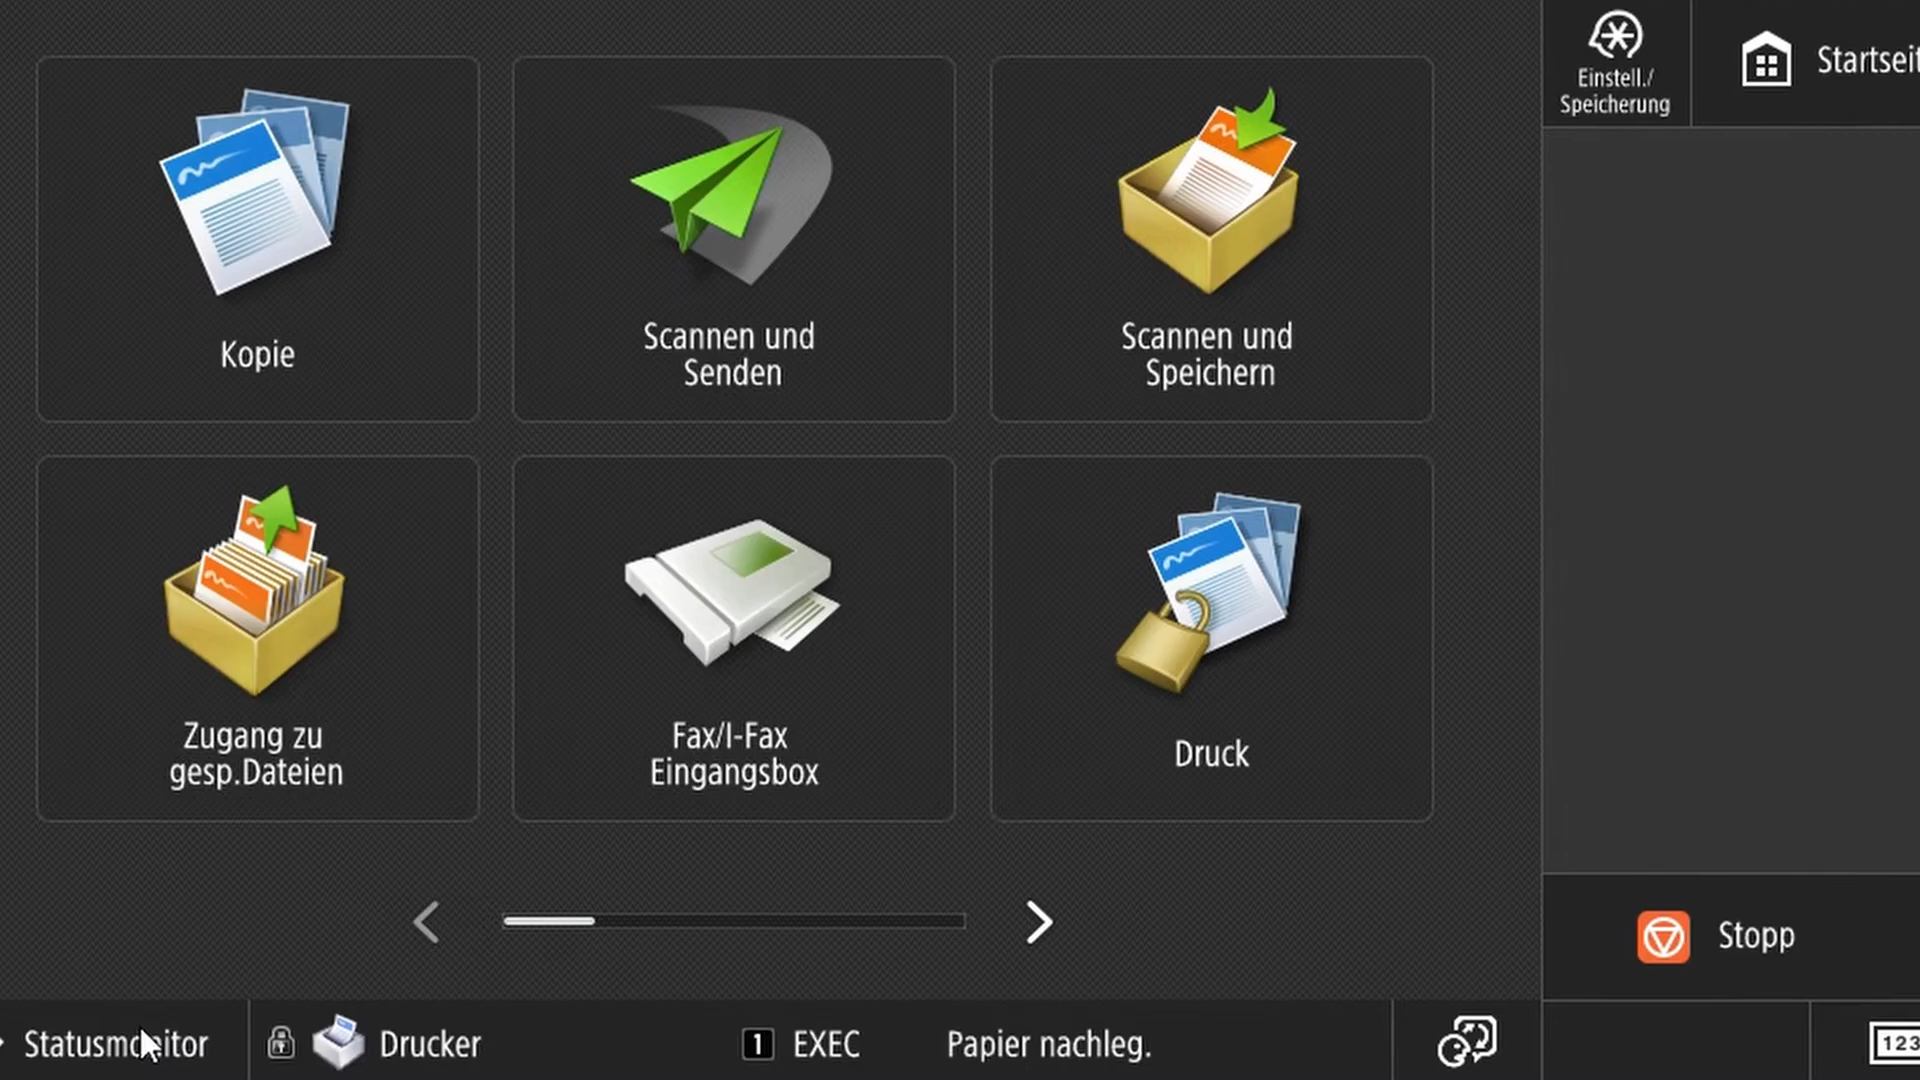 Einstell./
Speicherung
Startseit
Kopie
Scannen und
Senden
Scannen und
Speichern
Zugang zu
gesp.Dateien
Fax/I-Fax
Eingangsbox
Druck
Stopp
Statusmonitor
Drucker
1 EXEC
Papier nachleg.
123